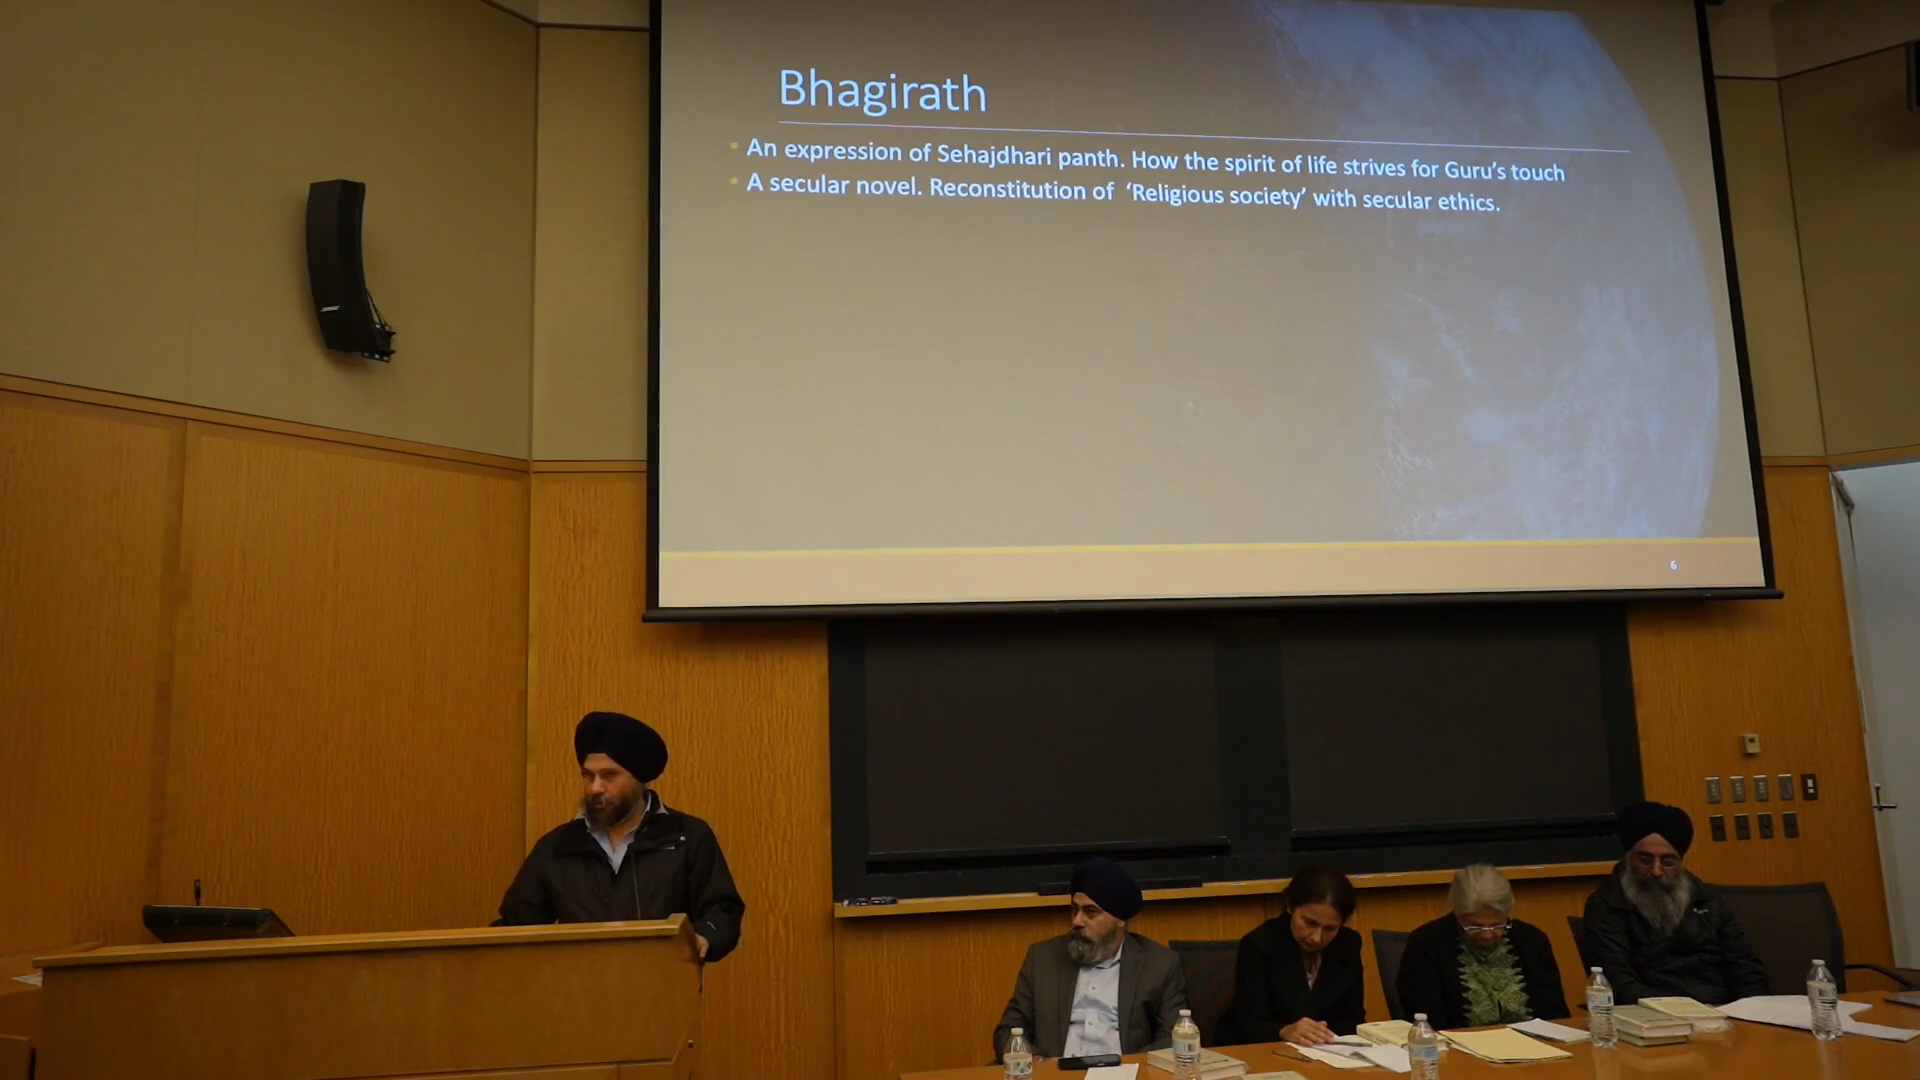 Bhagirath
• An expression of Sehajdhari panth. How the spirit of life strives for Guru's touch
• A secular novel. Reconstitution of ‘Religious society’ with secular ethics.
6